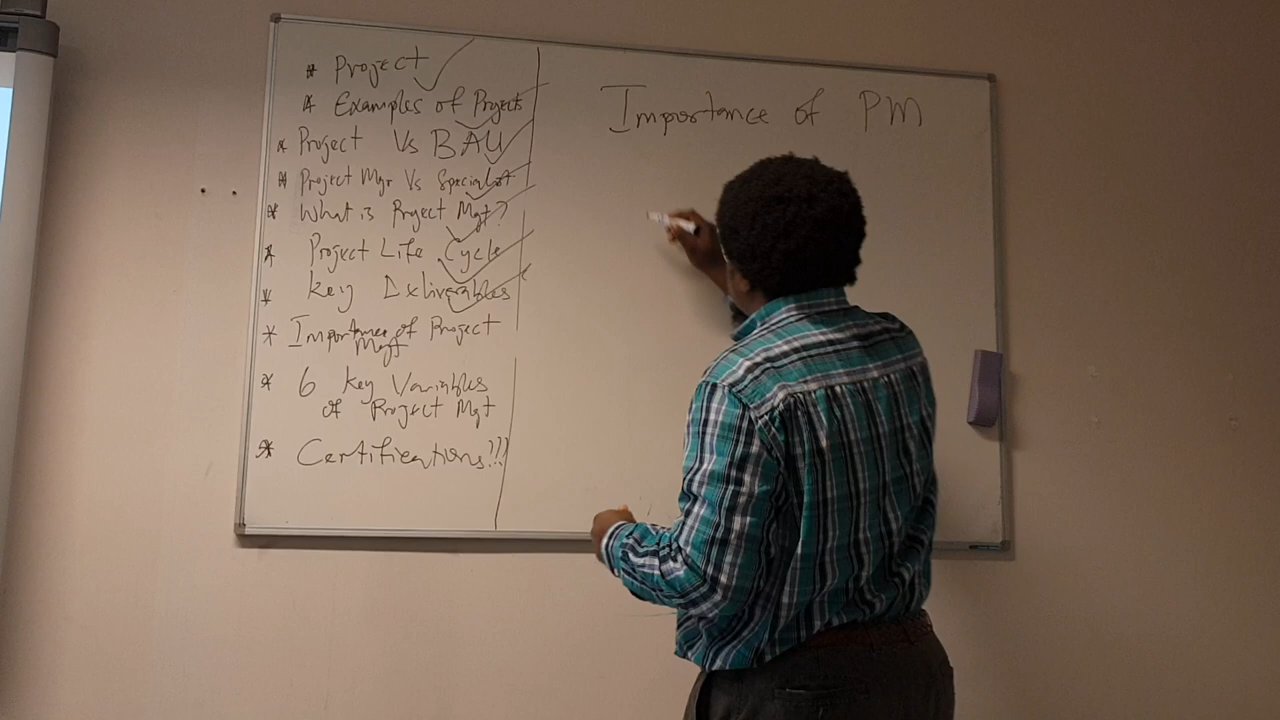 * Project
* Examples of Projects
* Project Vs BAU
* Project Mgr Vs Specialist
* What is Project Mgt?
* Project Life Cycle
* Key Deliverables
* Importance of Project
Mngt
* 6 Key Variables
of Project Mgt
* Certifications???
Importance of PM